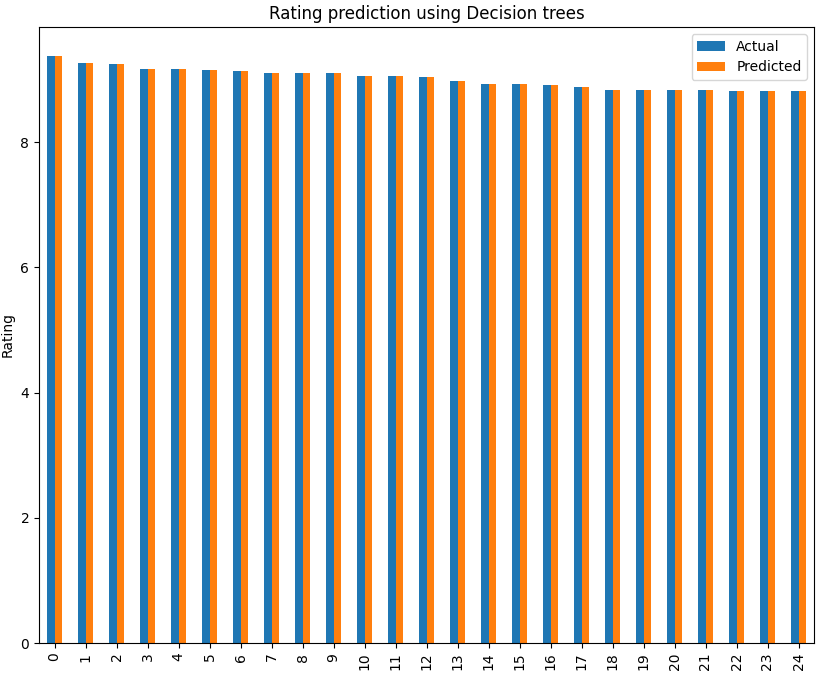 Rating prediction using Decision trees
Actual
Predicted
Rating
8
6
4
2
0
0 1 2 3 4 5 6 7 8 9 10 11 12 13 14 15 16 17 18 19 20 21 22 23 24